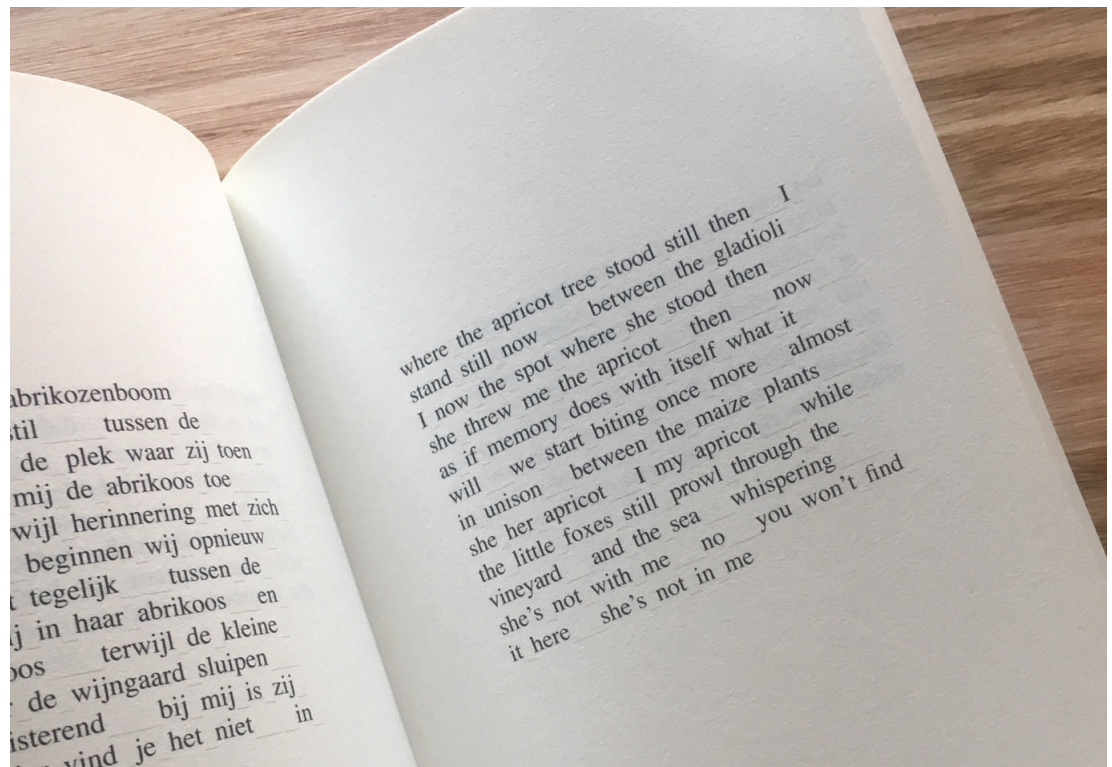 abrikozenboom
stil tussen de
de plek waar zij toen
mij de abrikoos toe
wijl herinnering met zich
beginnen wij opnieuw
tegelijk tussen de
in haar abrikoos en
terwijl de kleine
de wijngaard sluipen
isterend bij mij is zij
vind je het niet in
where the apricot tree stood still then I
stand still now between the gladioli
I now the spot where she stood then
she threw me the apricot then now
as if memory does with itself what it
will we start biting once more almost
in unison between the maize plants
she her apricot I my apricot while
the little foxes still prowl through the
vineyard and the sea whispering
she's not with me no you won't find
it here she's not in me